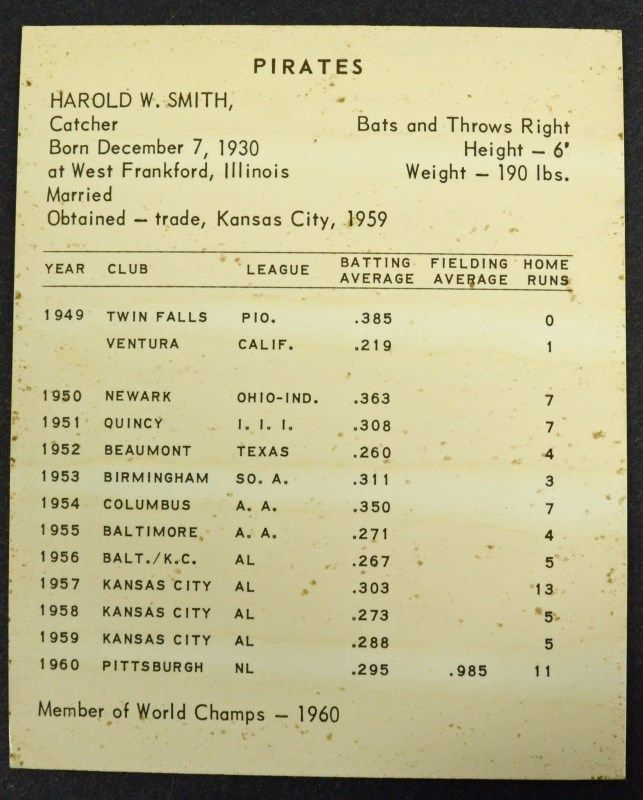 PIRATES
HAROLD W. SMITH,
Catcher Bats and Throws Right
Born December 7, 1930 Height — 6'
at West Frankford, Illinois Weight — 190 lbs.
Married
Obtained — trade, Kansas City, 1959
YEAR CLUB LEAGUE BATTING AVERAGE FIELDING AVERAGE HOME RUNS
1949 TWIN FALLS PIO. .385 0
VENTURA CALIF. .219 1
1950 NEWARK OHIO-IND. .363 7
1951 QUINCY I. I. I. .308 7
1952 BEAUMONT TEXAS .260 4
1953 BIRMINGHAM SO. A. .311 3
1954 COLUMBUS A. A. .350 7
1955 BALTIMORE A. A. .271 4
1956 BALT./K.C. AL .267 5
1957 KANSAS CITY AL .303 13
1958 KANSAS CITY AL .273 5
1959 KANSAS CITY AL .288 5
1960 PITTSBURGH NL .295 .985 11
Member of World Champs — 1960